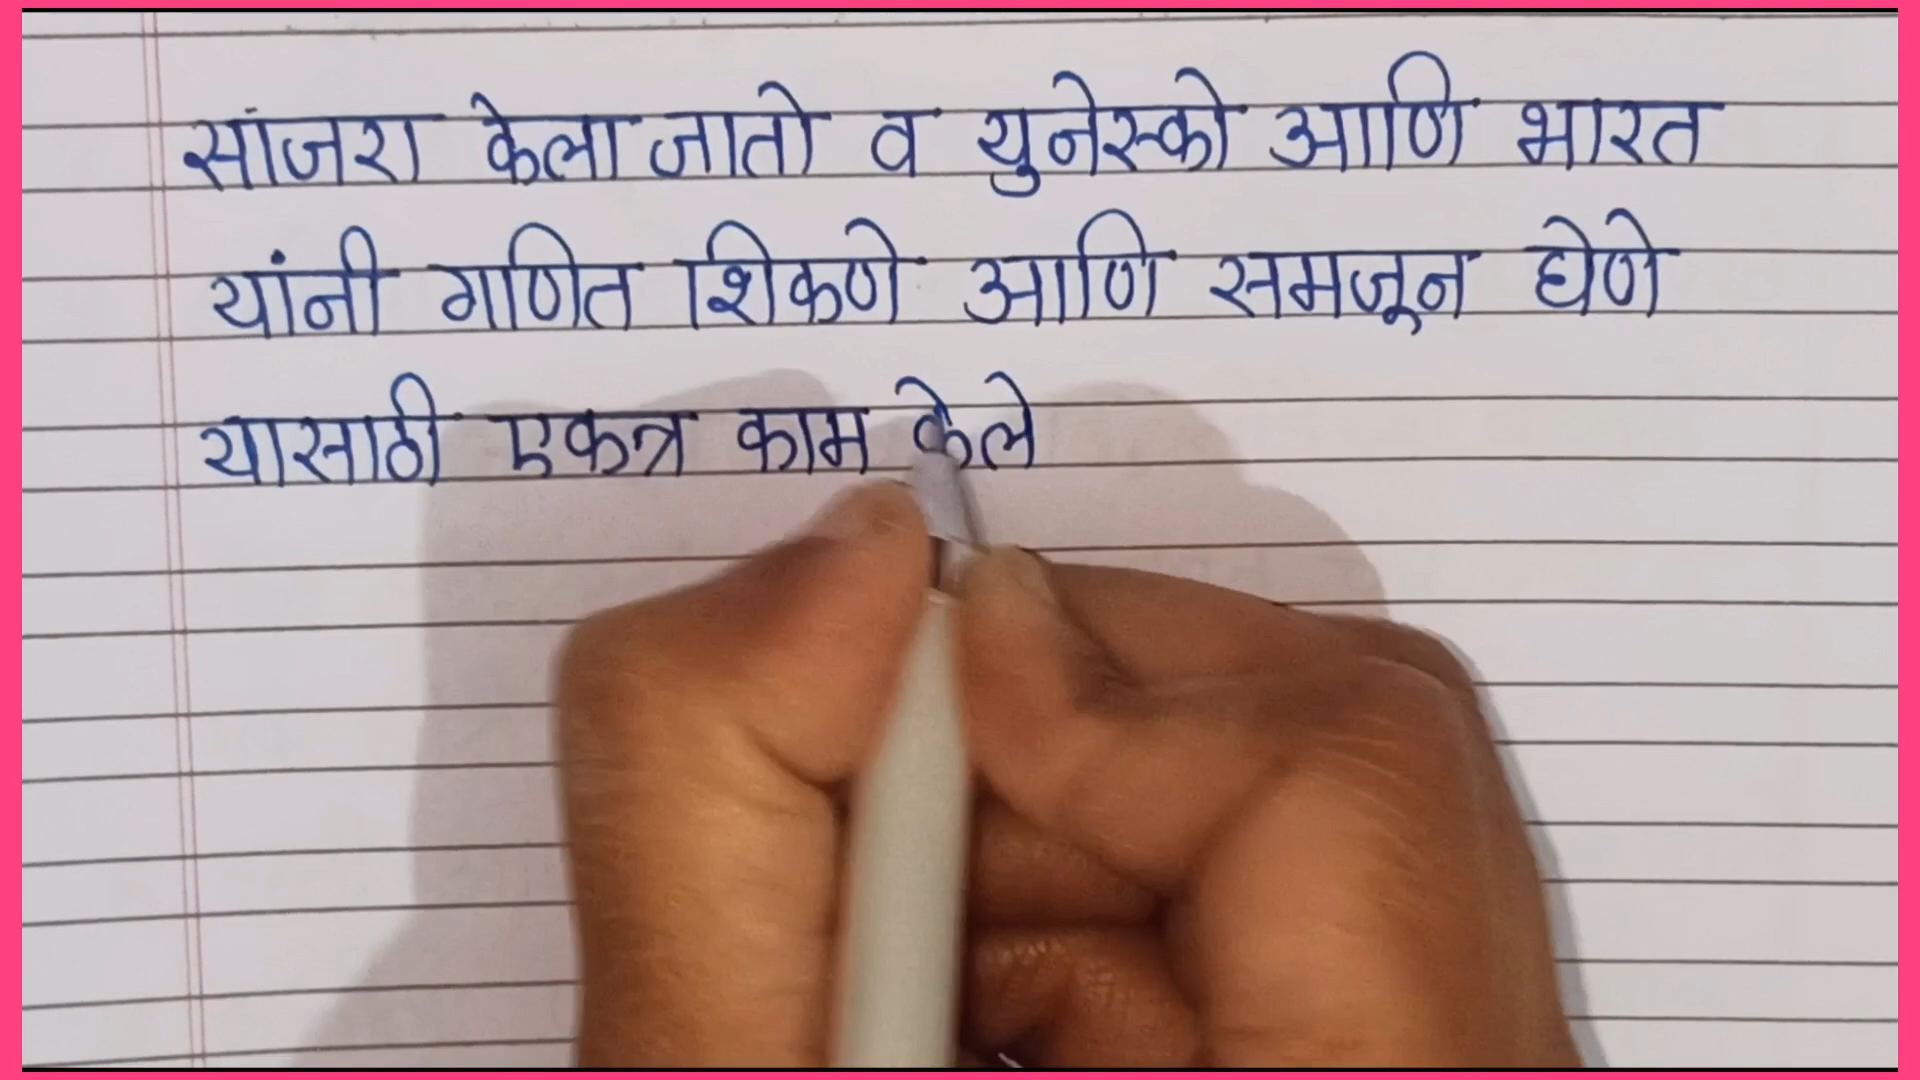 सांजरा केला जातो व युनेस्को आणि भारत
यांनी गणित शिकणे आणि समजून घेणे
यासाठी एकत्र काम केले